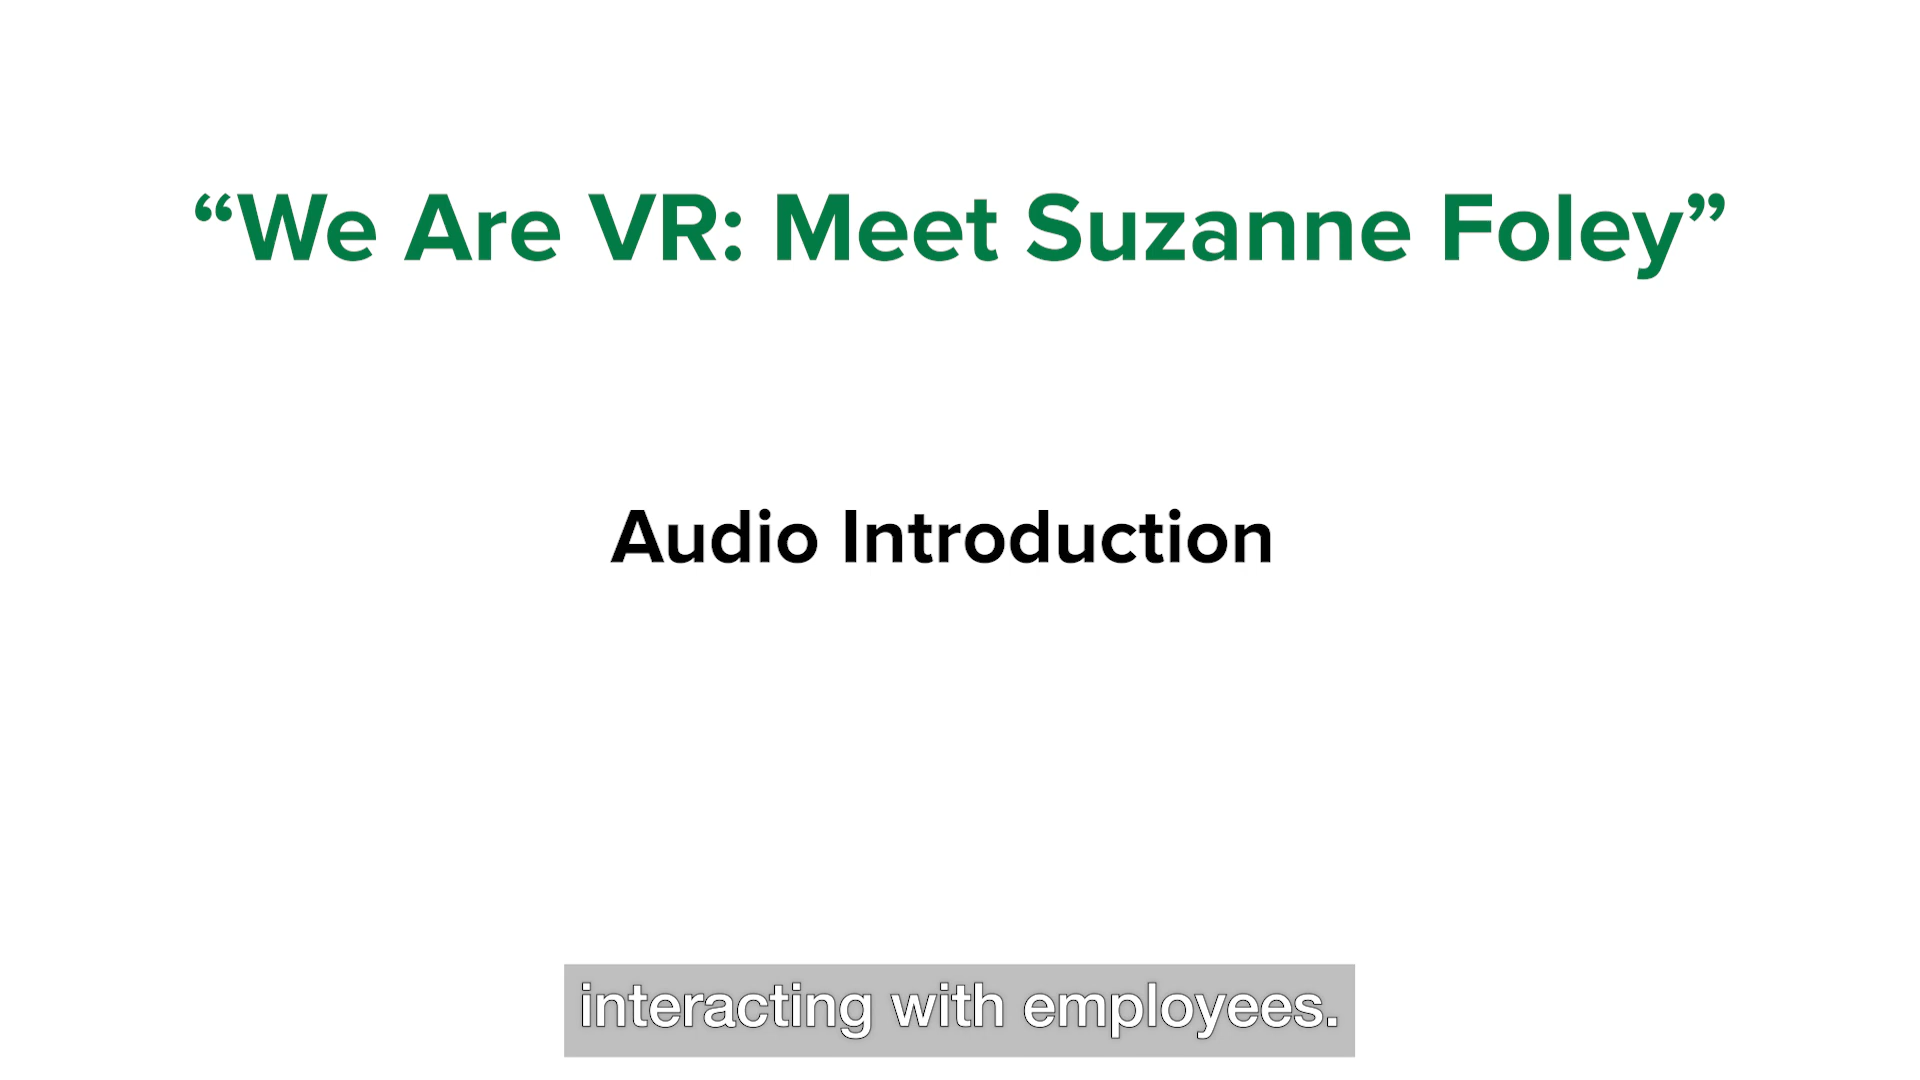 “We Are VR: Meet Suzanne Foley”
Audio Introduction
interacting with employees.